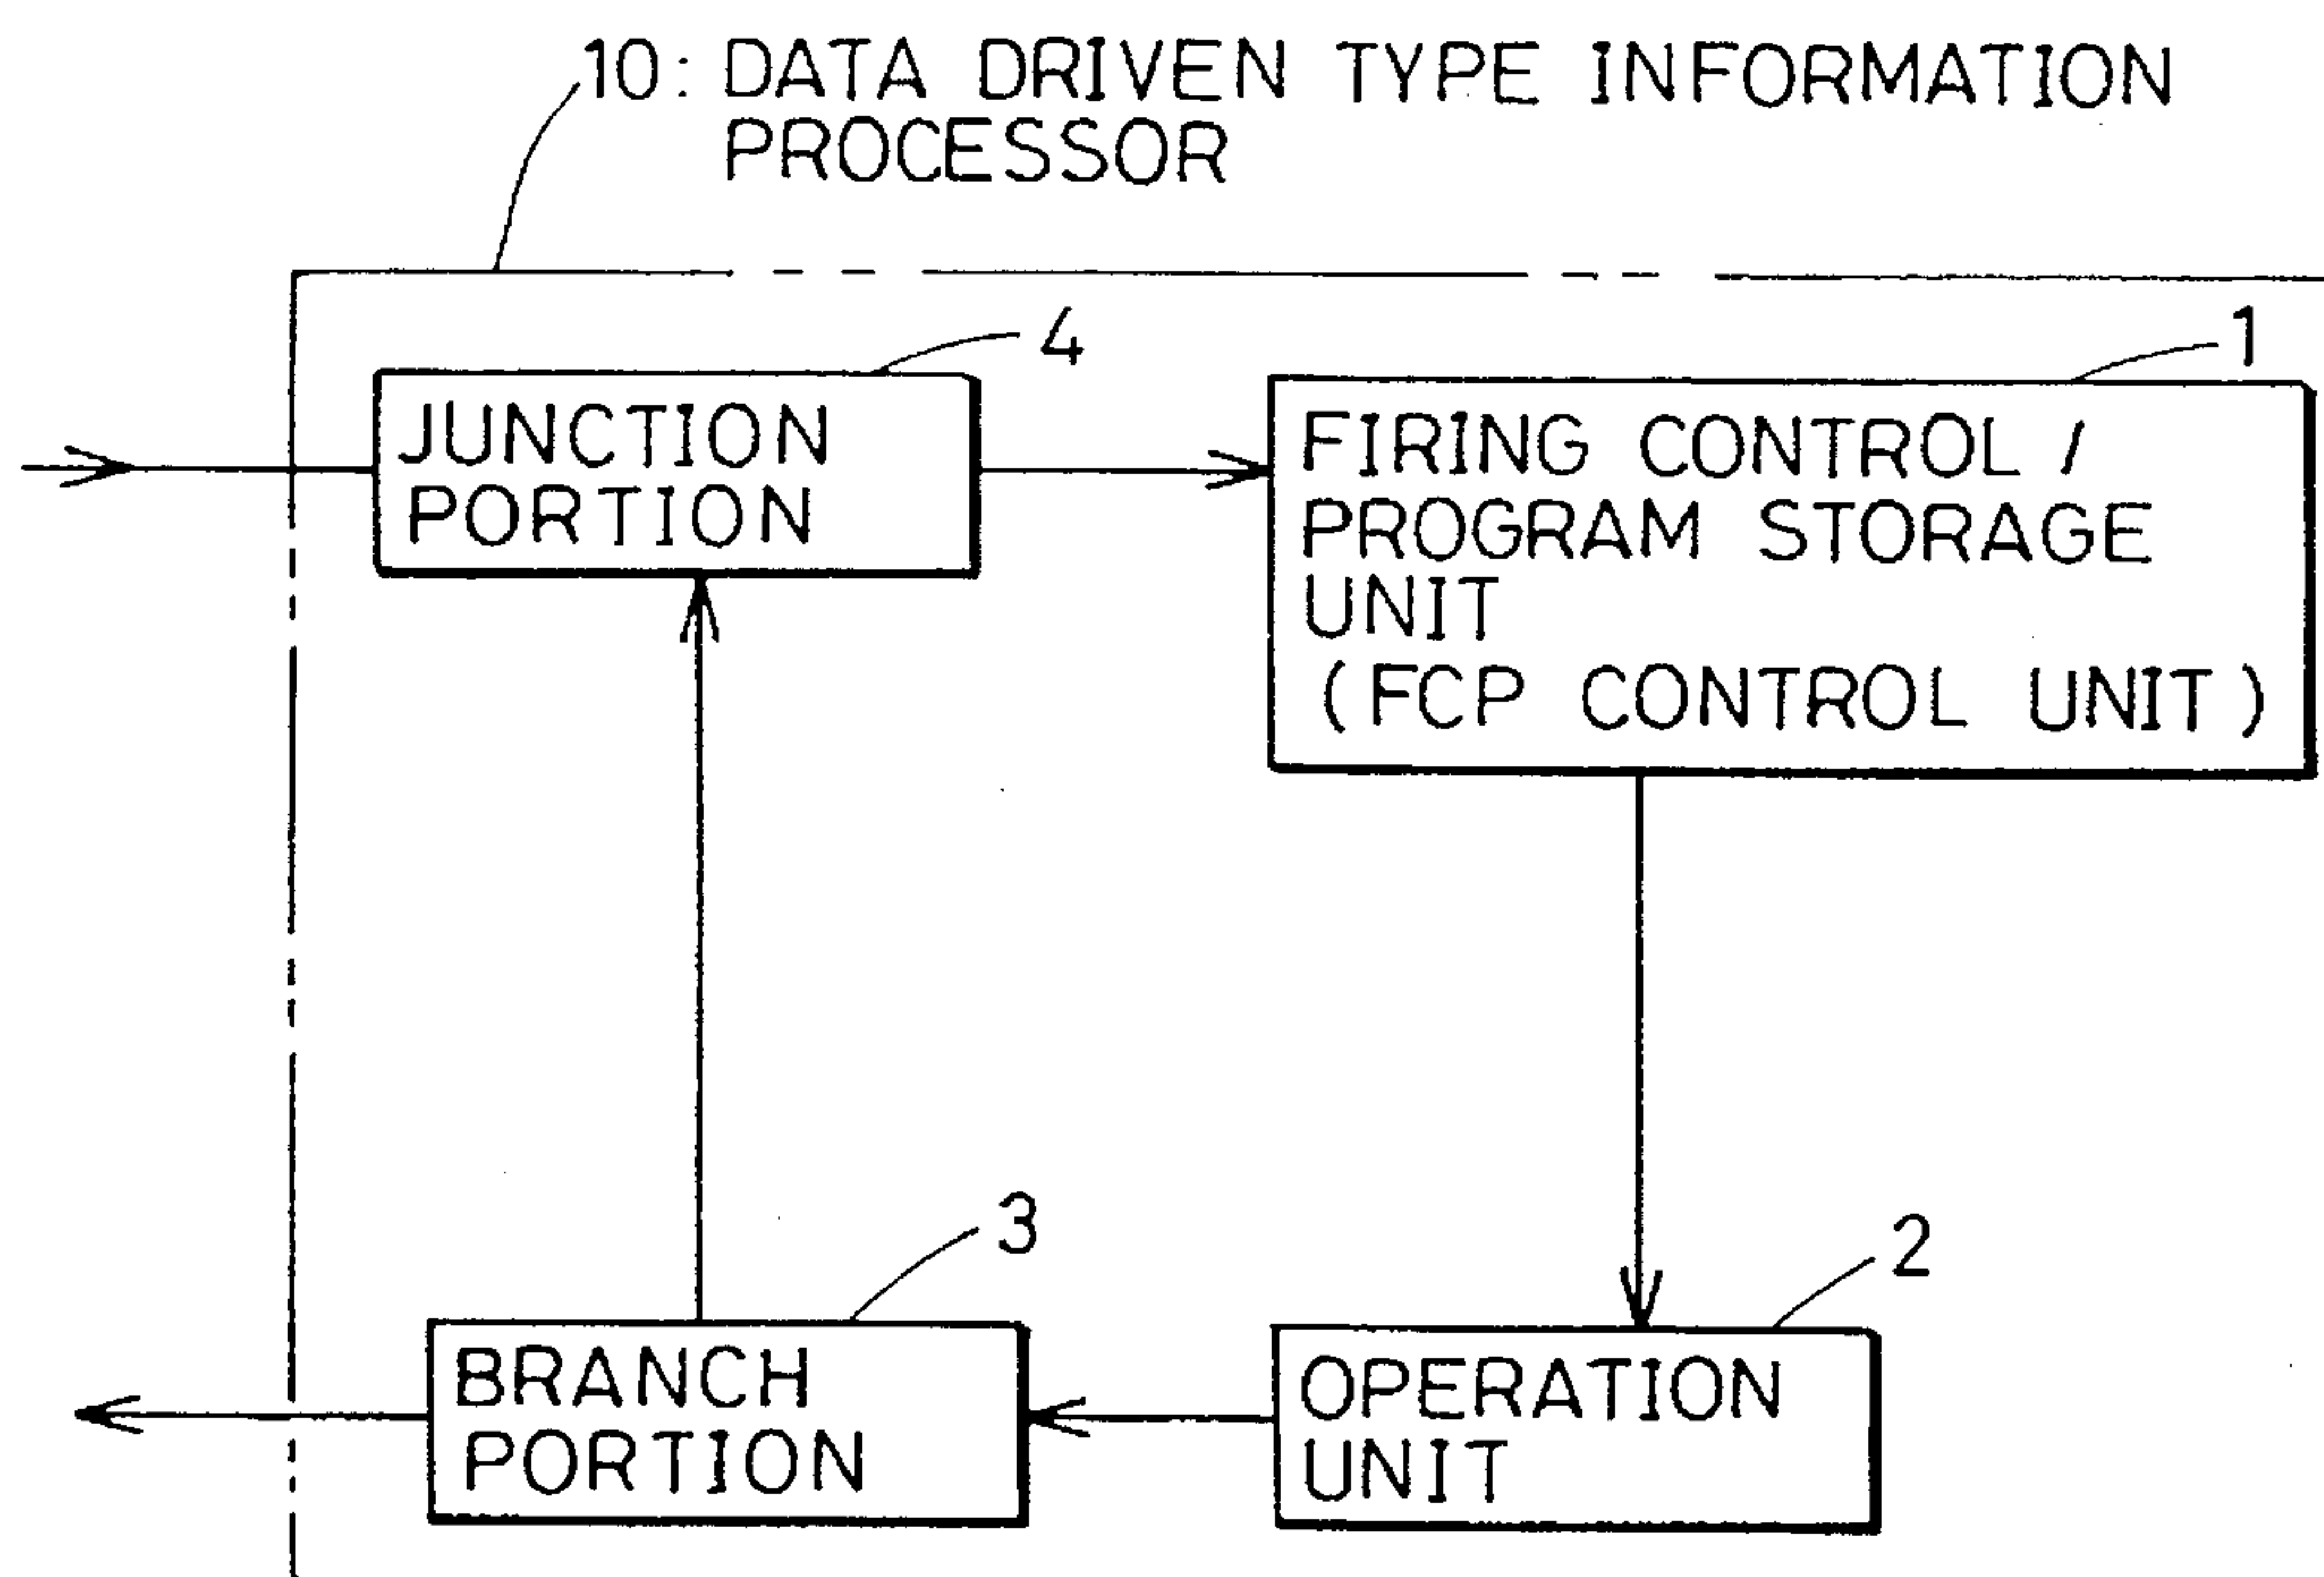 10: DATA DRIVEN TYPE INFORMATION
PROCESSOR
4
JUNCTION
PORTION
1
FIRING CONTROL /
PROGRAM STORAGE
UNIT
(FCP CONTROL UNIT)
3
BRANCH
PORTION
2
OPERATION
UNIT